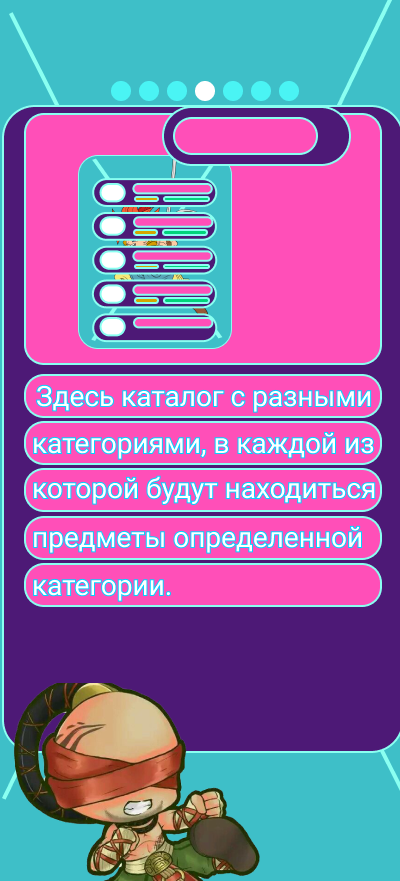 Здесь каталог с разными
категориями, в каждой из
которой будут находиться
предметы определенной
категории.